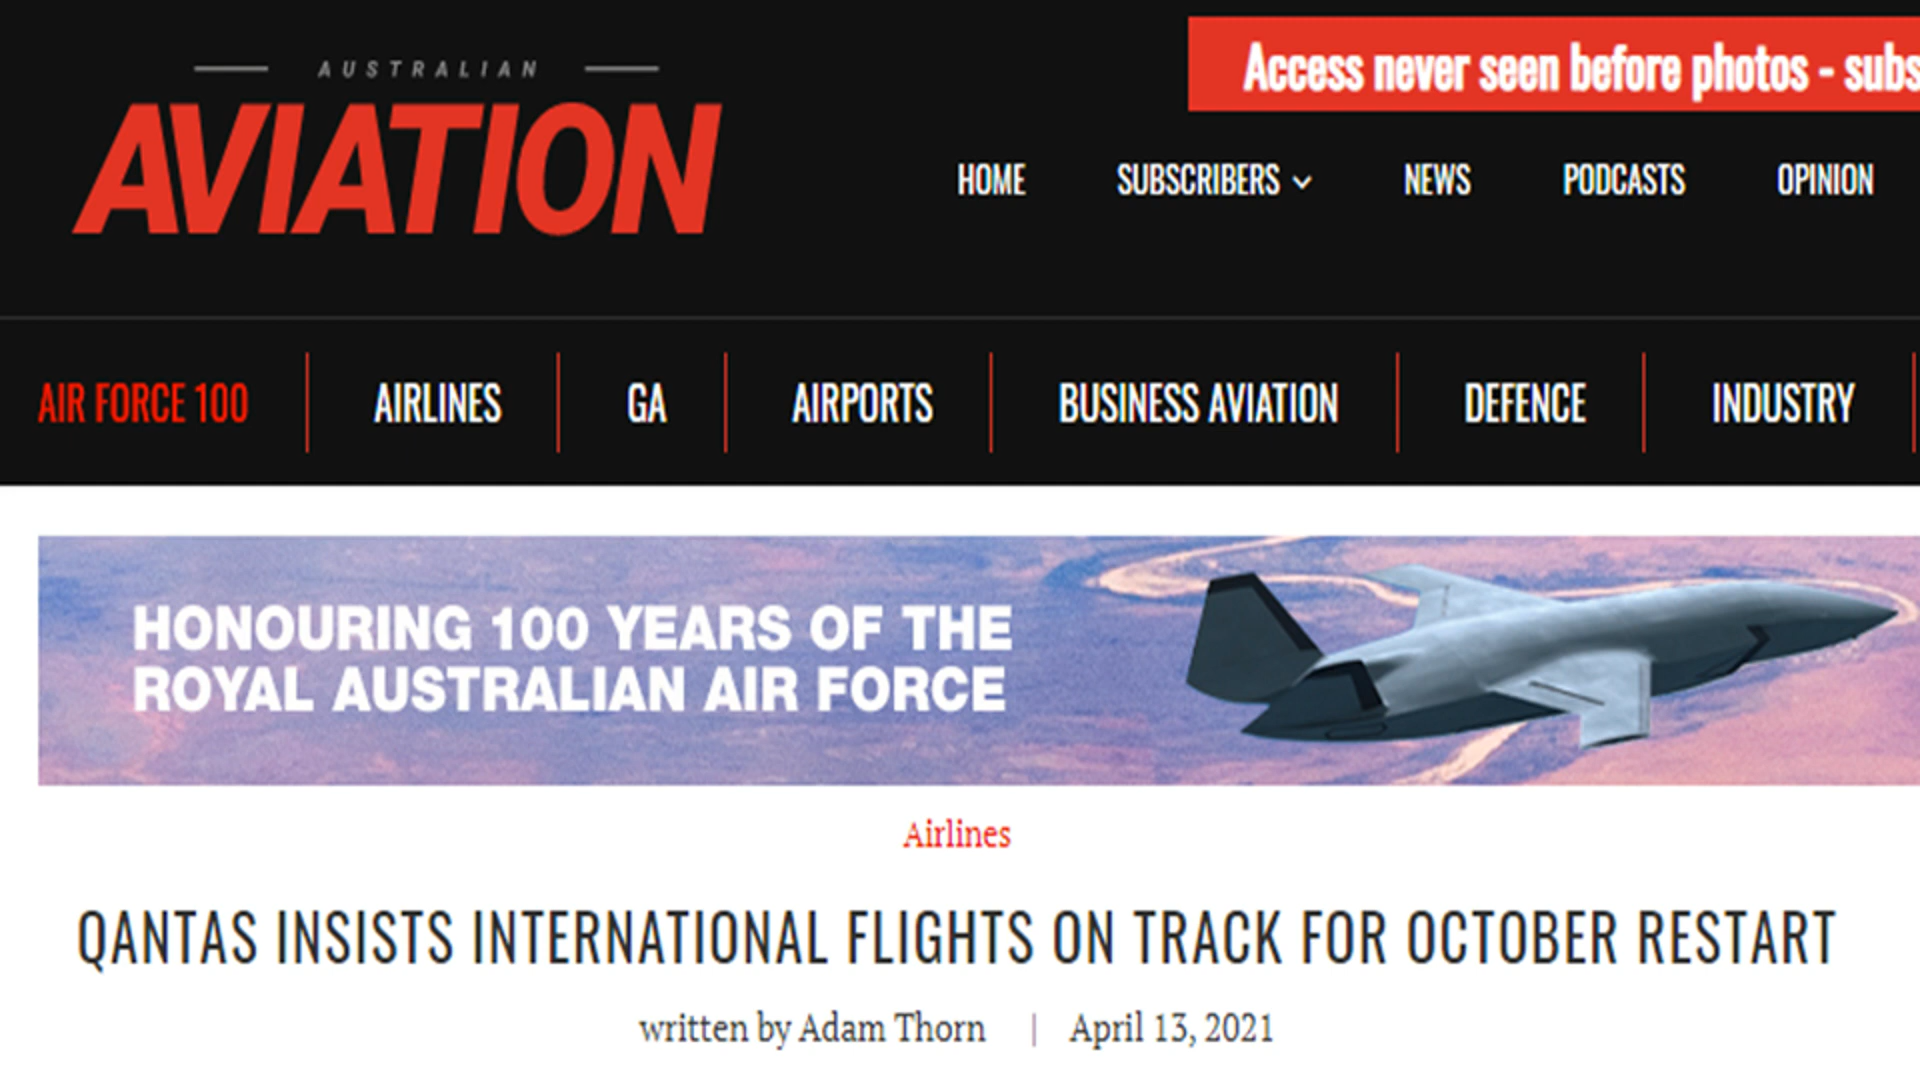 AUSTRALIAN
AVIATION
Access never seen before photos - subs
HOME SUBSCRIBERS NEWS PODCASTS OPINION
AIR FORCE 100 AIRLINES GA AIRPORTS BUSINESS AVIATION DEFENCE INDUSTRY
HONOURING 100 YEARS OF THE
ROYAL AUSTRALIAN AIR FORCE
Airlines
QANTAS INSISTS INTERNATIONAL FLIGHTS ON TRACK FOR OCTOBER RESTART
written by Adam Thorn | April 13, 2021